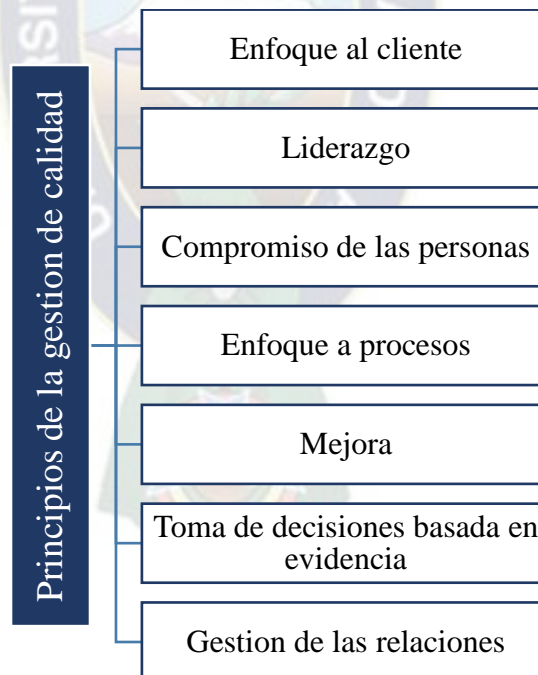 Principios de la gestion de calidad
Enfoque al cliente
Liderazgo
Compromiso de las personas
Enfoque a procesos
Mejora
Toma de decisiones basada en
evidencia
Gestion de las relaciones